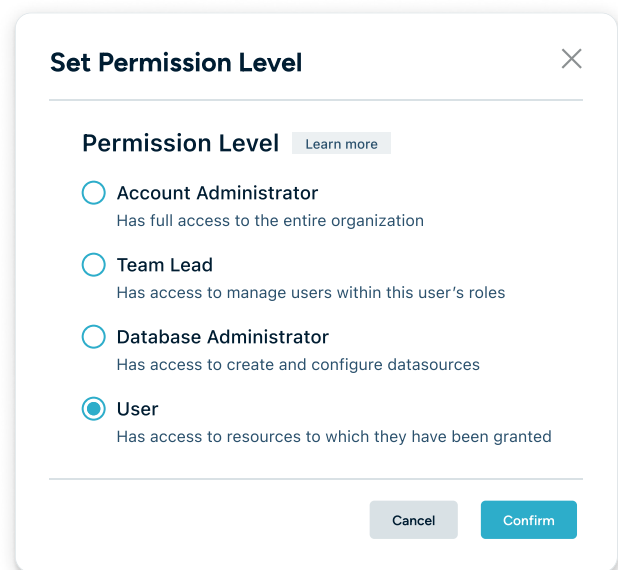 Set Permission Level
Permission Level
Learn more
Account Administrator
Has full access to the entire organization
Team Lead
Has access to manage users within this user’s roles
Database Administrator
Has access to create and configure datasources
User
Has access to resources to which they have been granted
Cancel
Confirm